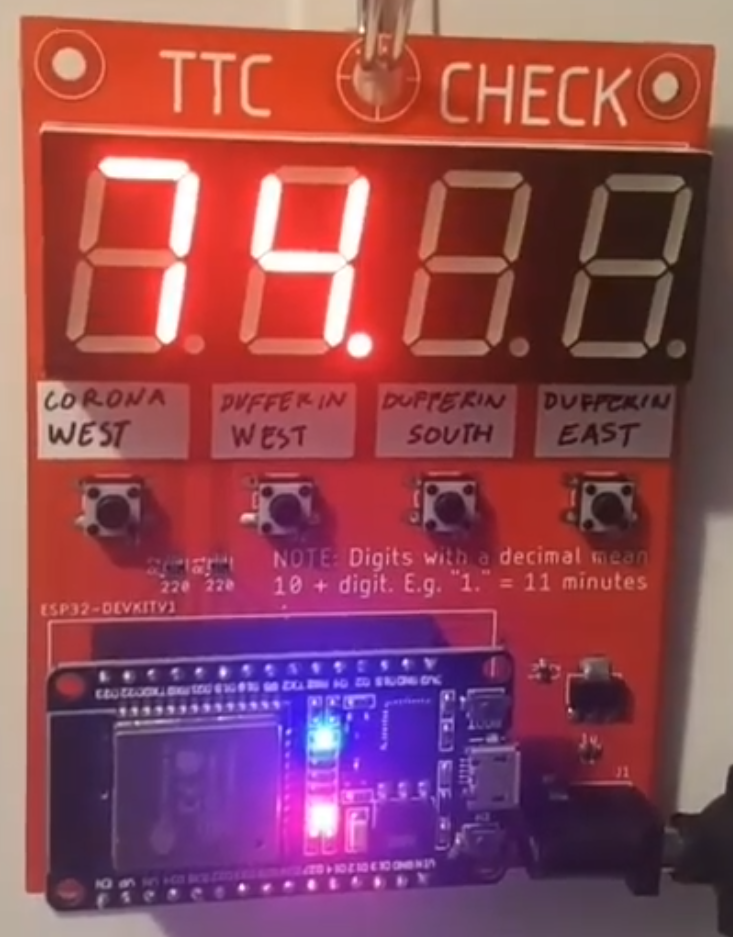 TTC CHECK
74.
CORONA WEST
DUFFERIN WEST
DUFFERIN SOUTH
DUFFERIN EAST
NOTE: Digits with a decimal mean
10 + digit. E.g. "1." = 11 minutes
220 220
ESP32-DEVKITV1
J1